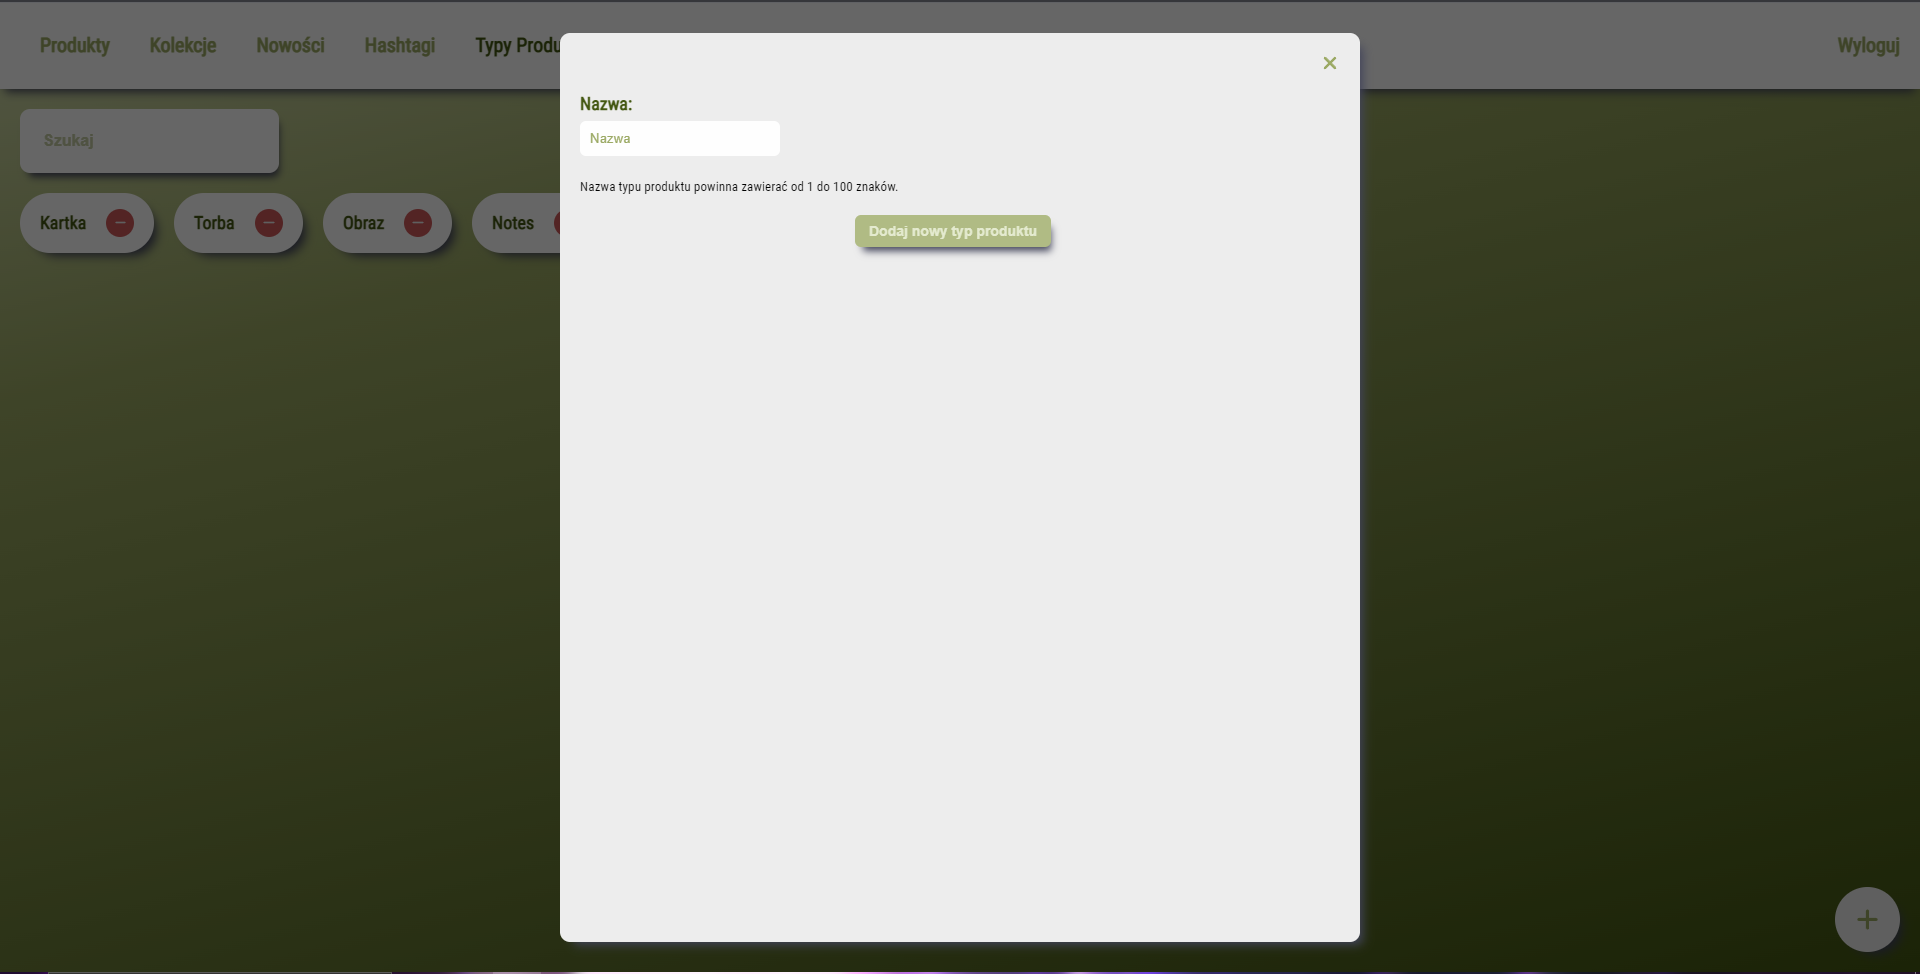 Produkty Kolekcje Nowości Hashtagi Typy Produ Wyloguj
Szukaj
Kartka Torba Obraz Notes
Nazwa:
Nazwa
Nazwa typu produktu powinna zawierać od 1 do 100 znaków.
Dodaj nowy typ produktu